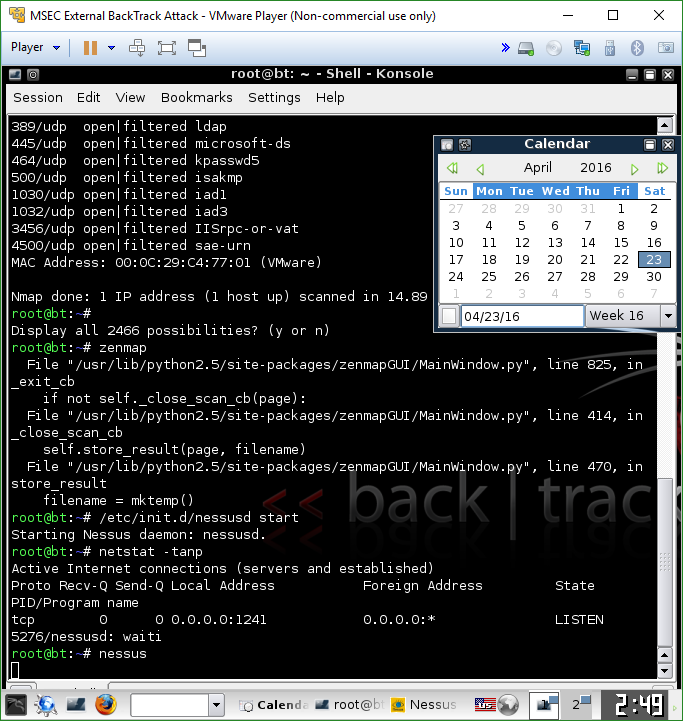 MSEC External BackTrack Attack - VMware Player (Non-commercial use only)
Player
root@bt: ~ - Shell - Konsole
Session Edit View Bookmarks Settings Help
389/udp open|filtered ldap
445/udp open|filtered microsoft-ds
464/udp open|filtered kpasswd5
500/udp open|filtered isakmp
1030/udp open|filtered iad1
1032/udp open|filtered iad3
3456/udp open|filtered IISrpc-or-vat
4500/udp open|filtered sae-urn
MAC Address: 00:0C:29:C4:77:01 (VMware)
Nmap done: 1 IP address (1 host up) scanned in 14.89
root@bt:~#
Display all 2466 possibilities? (y or n)
root@bt:~# zenmap
File "/usr/lib/python2.5/site-packages/zenmapGUI/MainWindow.py", line 825, in
_exit_cb
if not self._close_scan_cb(page):
File "/usr/lib/python2.5/site-packages/zenmapGUI/MainWindow.py", line 414, in
_close_scan_cb
self.store_result(page, filename)
File "/usr/lib/python2.5/site-packages/zenmapGUI/MainWindow.py", line 470, in
store_result
filename = mktemp()
root@bt:~# /etc/init.d/nessusd start
Starting Nessus daemon: nessusd.
root@bt:~# netstat -tanp
Active Internet connections (servers and established)
Proto Recv-Q Send-Q Local Address Foreign Address State
PID/Program name
tcp 0 0 0.0.0.0:1241 0.0.0.0:* LISTEN
5276/nessusd: waiti
root@bt:~# nessus
<< back | track
Calendar
April 2016
Sun Mon Tue Wed Thu Fri Sat
27 28 29 30 31 1 2
3 4 5 6 7 8 9
10 11 12 13 14 15 16
17 18 19 20 21 22 23
24 25 26 27 28 29 30
1 2 3 4 5 6 7
04/23/16 Week 16
Calenda root@bt Nessus 2 2:49